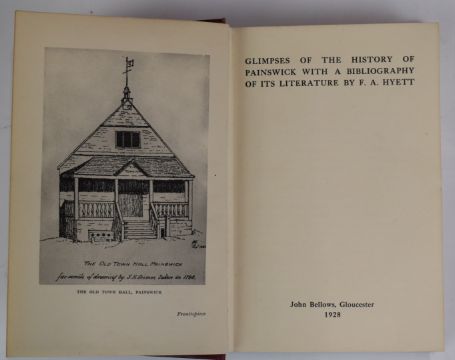 THE OLD TOWN HALL PAINSWICK
THE OLD TOWN HALL, PAINSWICK
Frontispiece
GLIMPSES OF THE HISTORY OF
PAINSWICK WITH A BIBLIOGRAPHY
OF ITS LITERATURE BY F. A. HYETT
John Bellows, Gloucester
1928